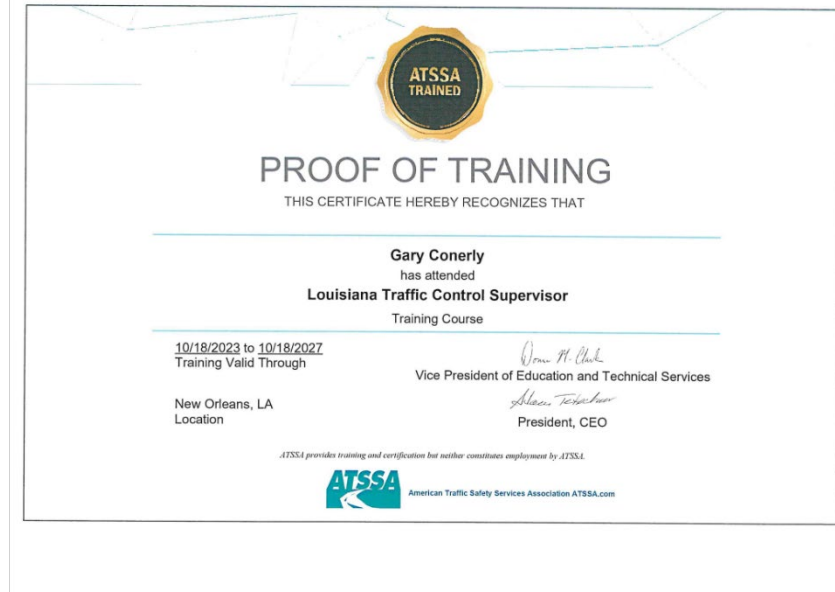 ATSSA
TRAINED
PROOF OF TRAINING
THIS CERTIFICATE HEREBY RECOGNIZES THAT
Gary Conerly
has attended
Louisiana Traffic Control Supervisor
Training Course
10/18/2023 to 10/18/2027
Training Valid Through
Donna M. Clark
Vice President of Education and Technical Services
New Orleans, LA
Location
President, CEO
ATSSA provides training and certification but neither constitutes employment by ATSSA.
ATSSA
American Traffic Safety Services Association ATSSA.com